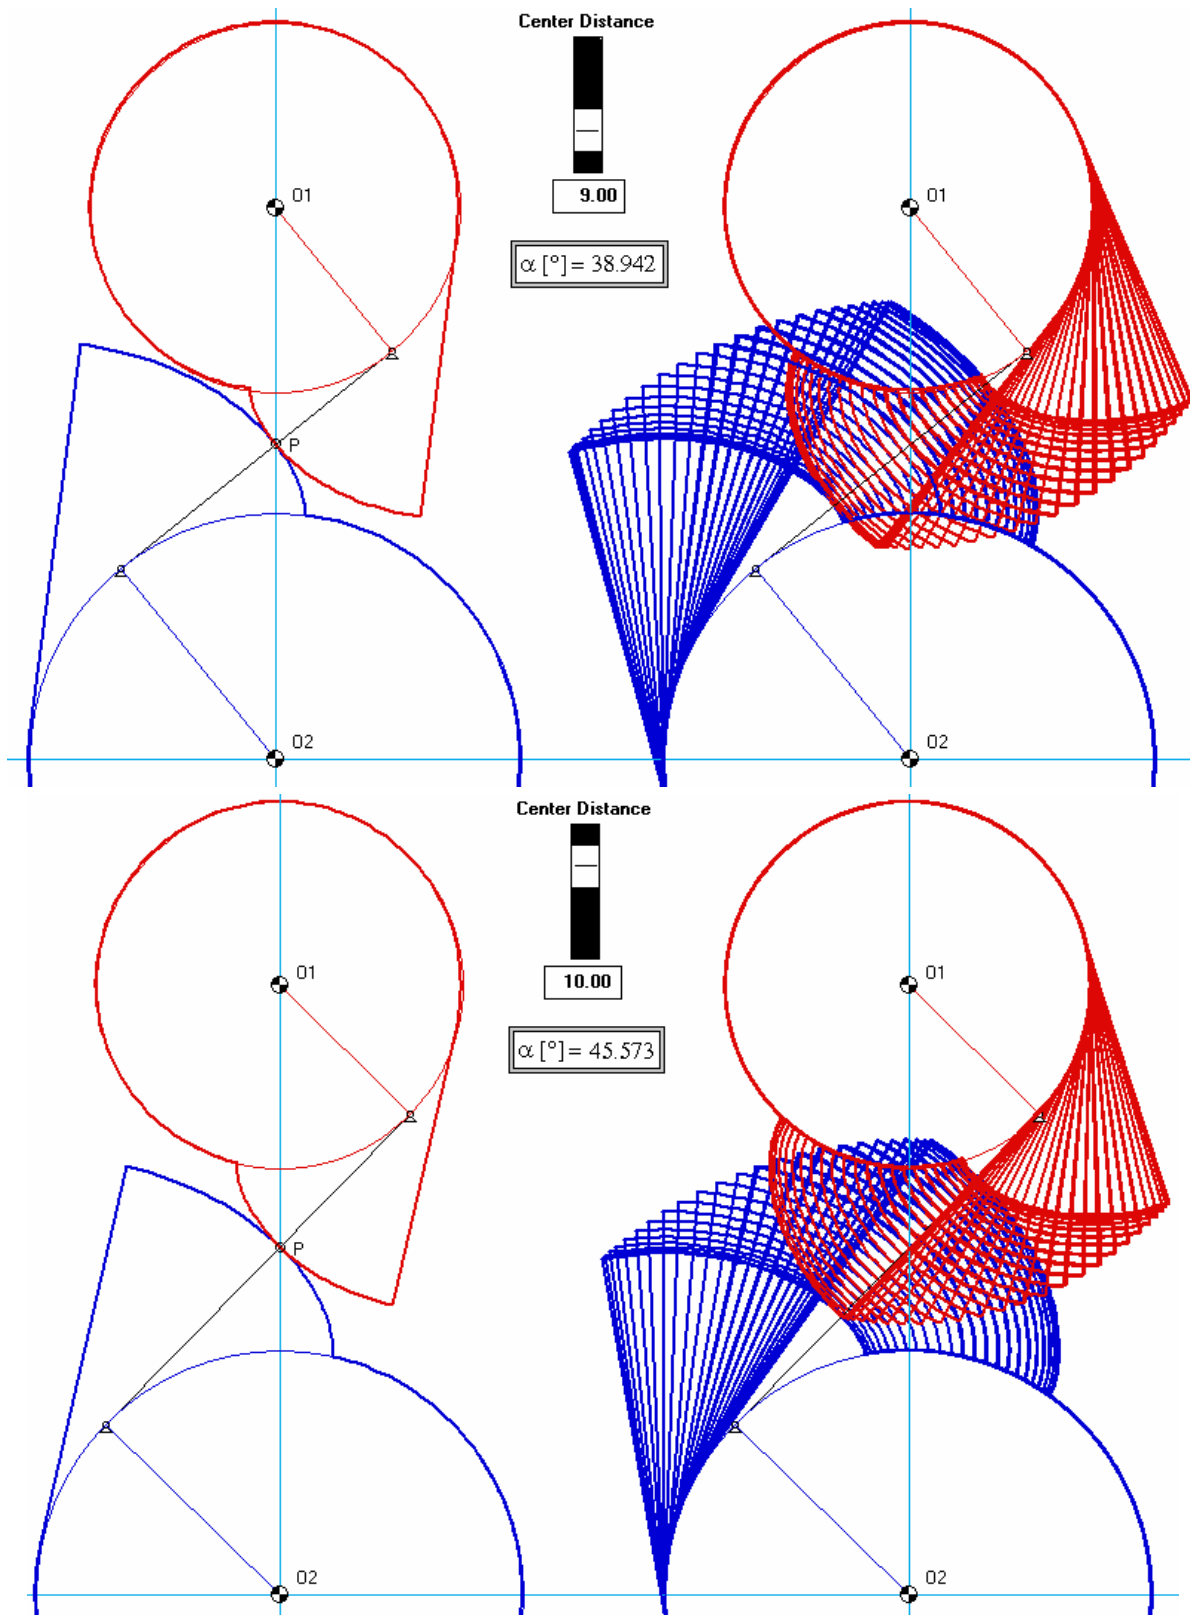 Center Distance
O1
O1
9.00
α [°] = 38.942
P
O2
O2
Center Distance
O1
O1
10.00
α [°] = 45.573
P
O2
O2